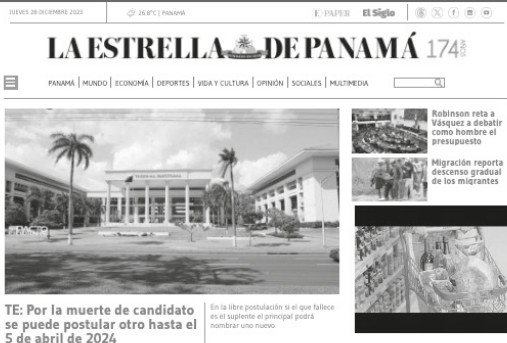 JUEVES 28 DICIEMBRE 2023
26.8°C | PANAMÁ
E-PAPER
El Siglo
LA ESTRELLA DE PANAMÁ 174 AÑOS
PANAMÁ | MUNDO | ECONOMÍA | DEPORTES | VIDA Y CULTURA | OPINIÓN | SOCIALES | MULTIMEDIA
Robinson reta a
Vásquez a debatir
como hombre el
presupuesto
Migración reporta
descenso gradual
de los migrantes
TE: Por la muerte de candidato
se puede postular otro hasta el
5 de abril de 2024
En la libre postulación si el que fallece
es el suplente el principal podrá
nombrar uno nuevo